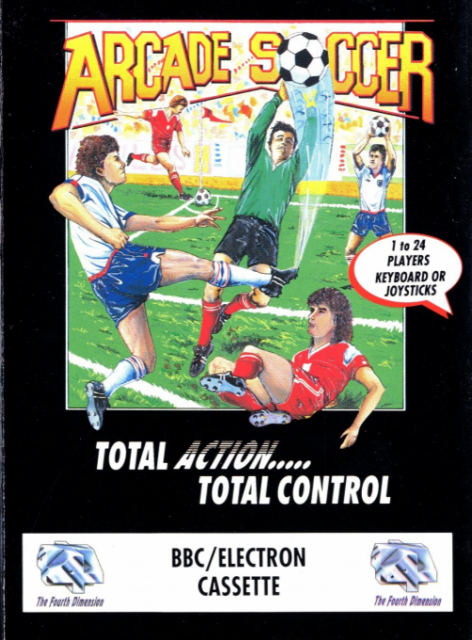 ARCADE SOCCER
1 to 24
PLAYERS
KEYBOARD OR
JOYSTICKS
TOTAL ACTION.....
TOTAL CONTROL
BBC/ELECTRON
CASSETTE
The Fourth Dimension
The Fourth Dimension